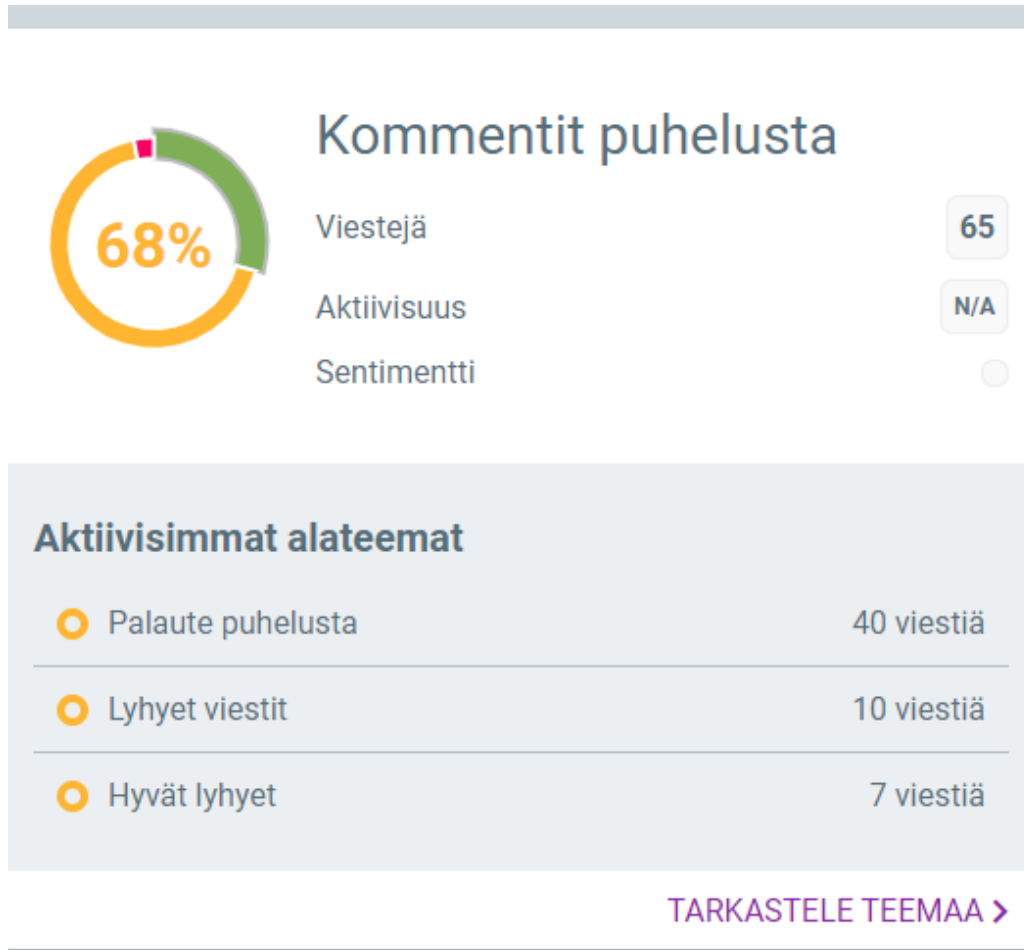 Kommentit puhelusta
68%
Viestejä 65
Aktiivisuus N/A
Sentimentti
Aktiivisimmat alateemat
Palaute puhelusta 40 viestiä
Lyhyet viestit 10 viestiä
Hyvät lyhyet 7 viestiä
TARKASTELE TEEMAA >